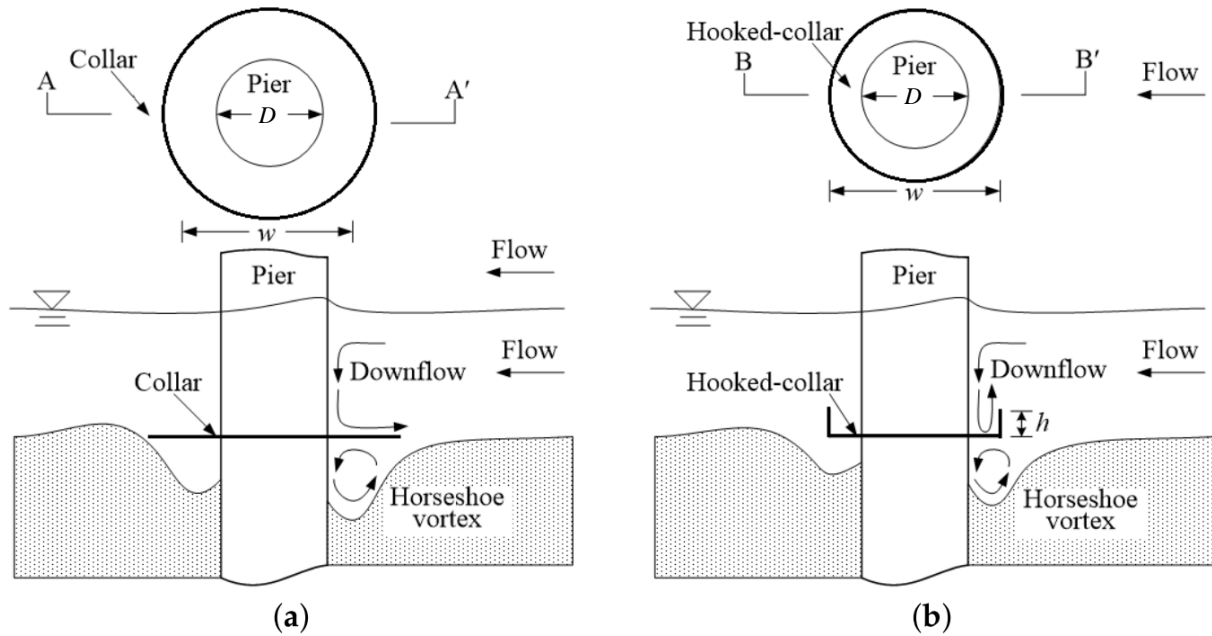 Collar
A
Pier
D
A′
w
Flow
Pier
Flow
Downflow
Collar
Horseshoe
vortex
(a)
Hooked-collar
B
Pier
D
B′
Flow
w
Pier
Flow
Downflow
Hooked-collar
h
Horseshoe
vortex
(b)